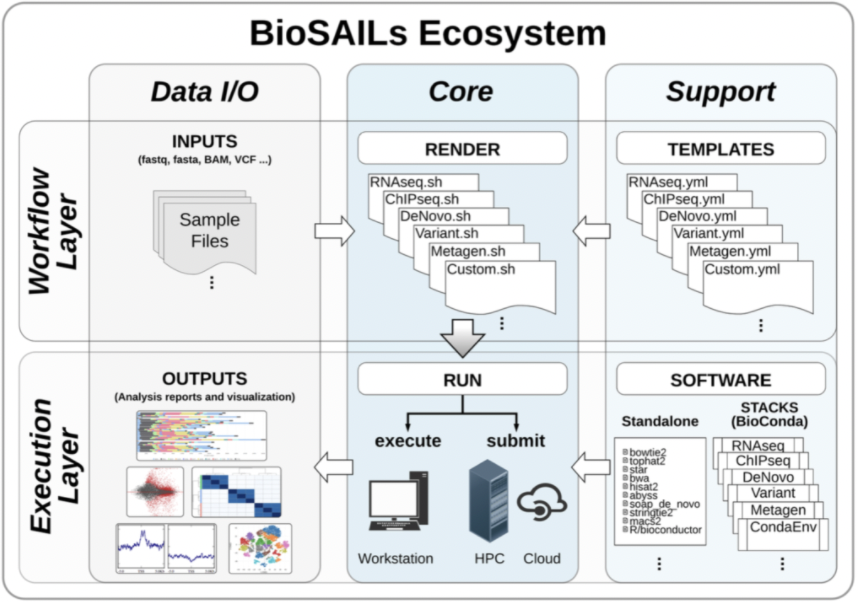 BioSAILs Ecosystem
Data I/O
Core
Support
Workflow
Layer
INPUTS
(fastq, fasta, BAM, VCF ...)
Sample
Files
RENDER
RNAseq.sh
ChIPseq.sh
DeNovo.sh
Variant.sh
Metagen.sh
Custom.sh
TEMPLATES
RNAseq.yml
ChIPseq.yml
DeNovo.yml
Variant.yml
Metagen.yml
Custom.yml
Execution
Layer
OUTPUTS
(Analysis reports and visualization)
RUN
execute
submit
Workstation
HPC
Cloud
SOFTWARE
Standalone
bowtie2
tophat2
star
bwa
hisat2
abyss
soap_de_novo
stringtie2
macs2
R/bioconductor
STACKS
(BioConda)
RNAseq
ChIPseq
DeNovo
Variant
Metagen
CondaEnv